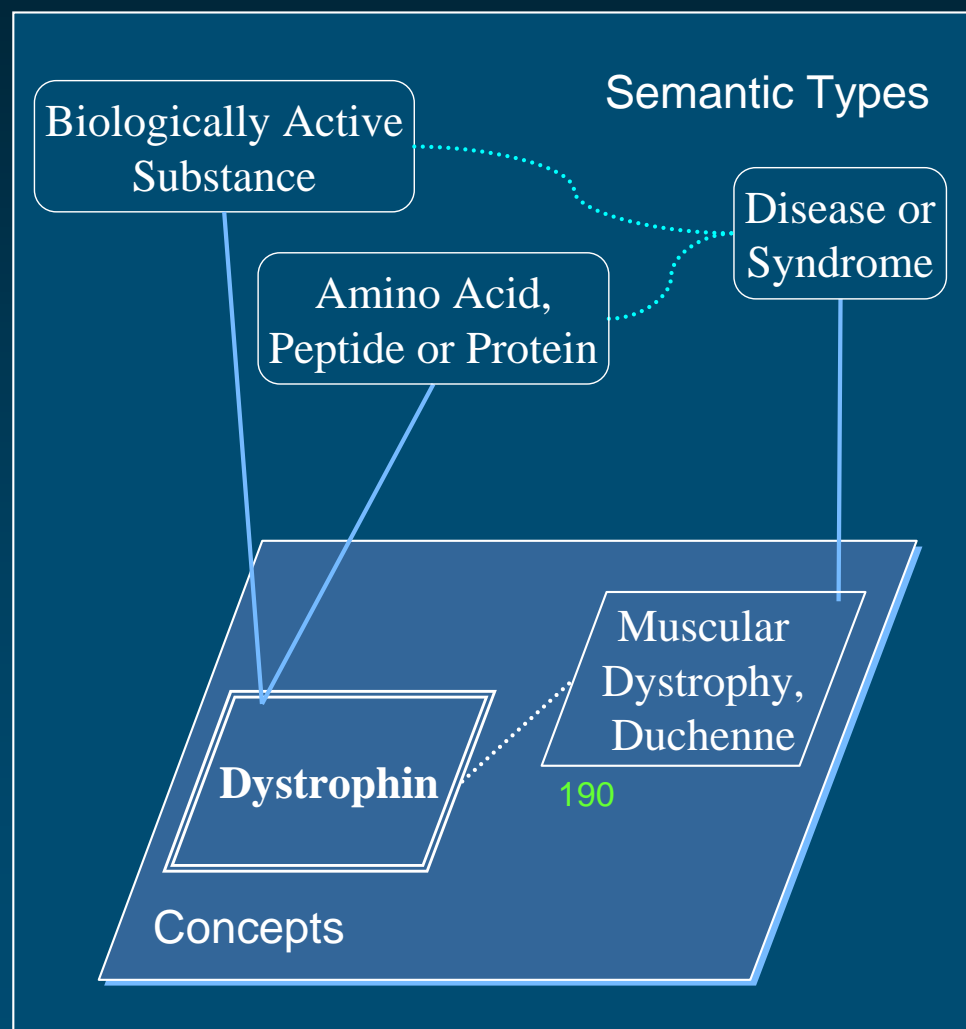 Semantic Types
Biologically Active
Substance
Disease or
Syndrome
Amino Acid,
Peptide or Protein
Muscular
Dystrophy,
Duchenne
Dystrophin
190
Concepts